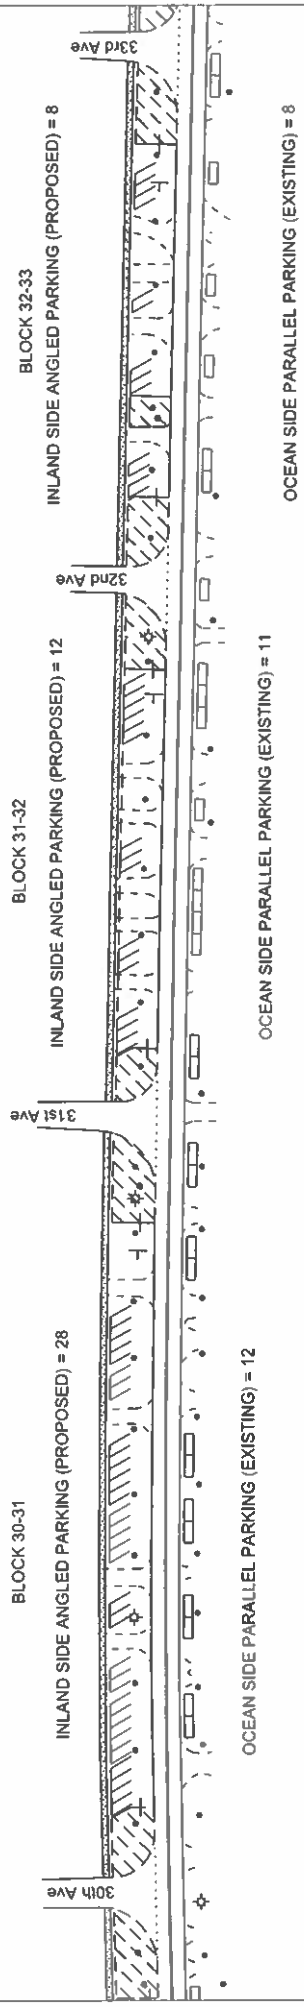 BLOCK 30-31
INLAND SIDE ANGLED PARKING (PROPOSED) = 28
BLOCK 31-32
INLAND SIDE ANGLED PARKING (PROPOSED) = 12
BLOCK 32-33
INLAND SIDE ANGLED PARKING (PROPOSED) = 8
30th Ave
31st Ave
32nd Ave
33rd Ave
OCEAN SIDE PARALLEL PARKING (EXISTING) = 12
OCEAN SIDE PARALLEL PARKING (EXISTING) = 11
OCEAN SIDE PARALLEL PARKING (EXISTING) = 8